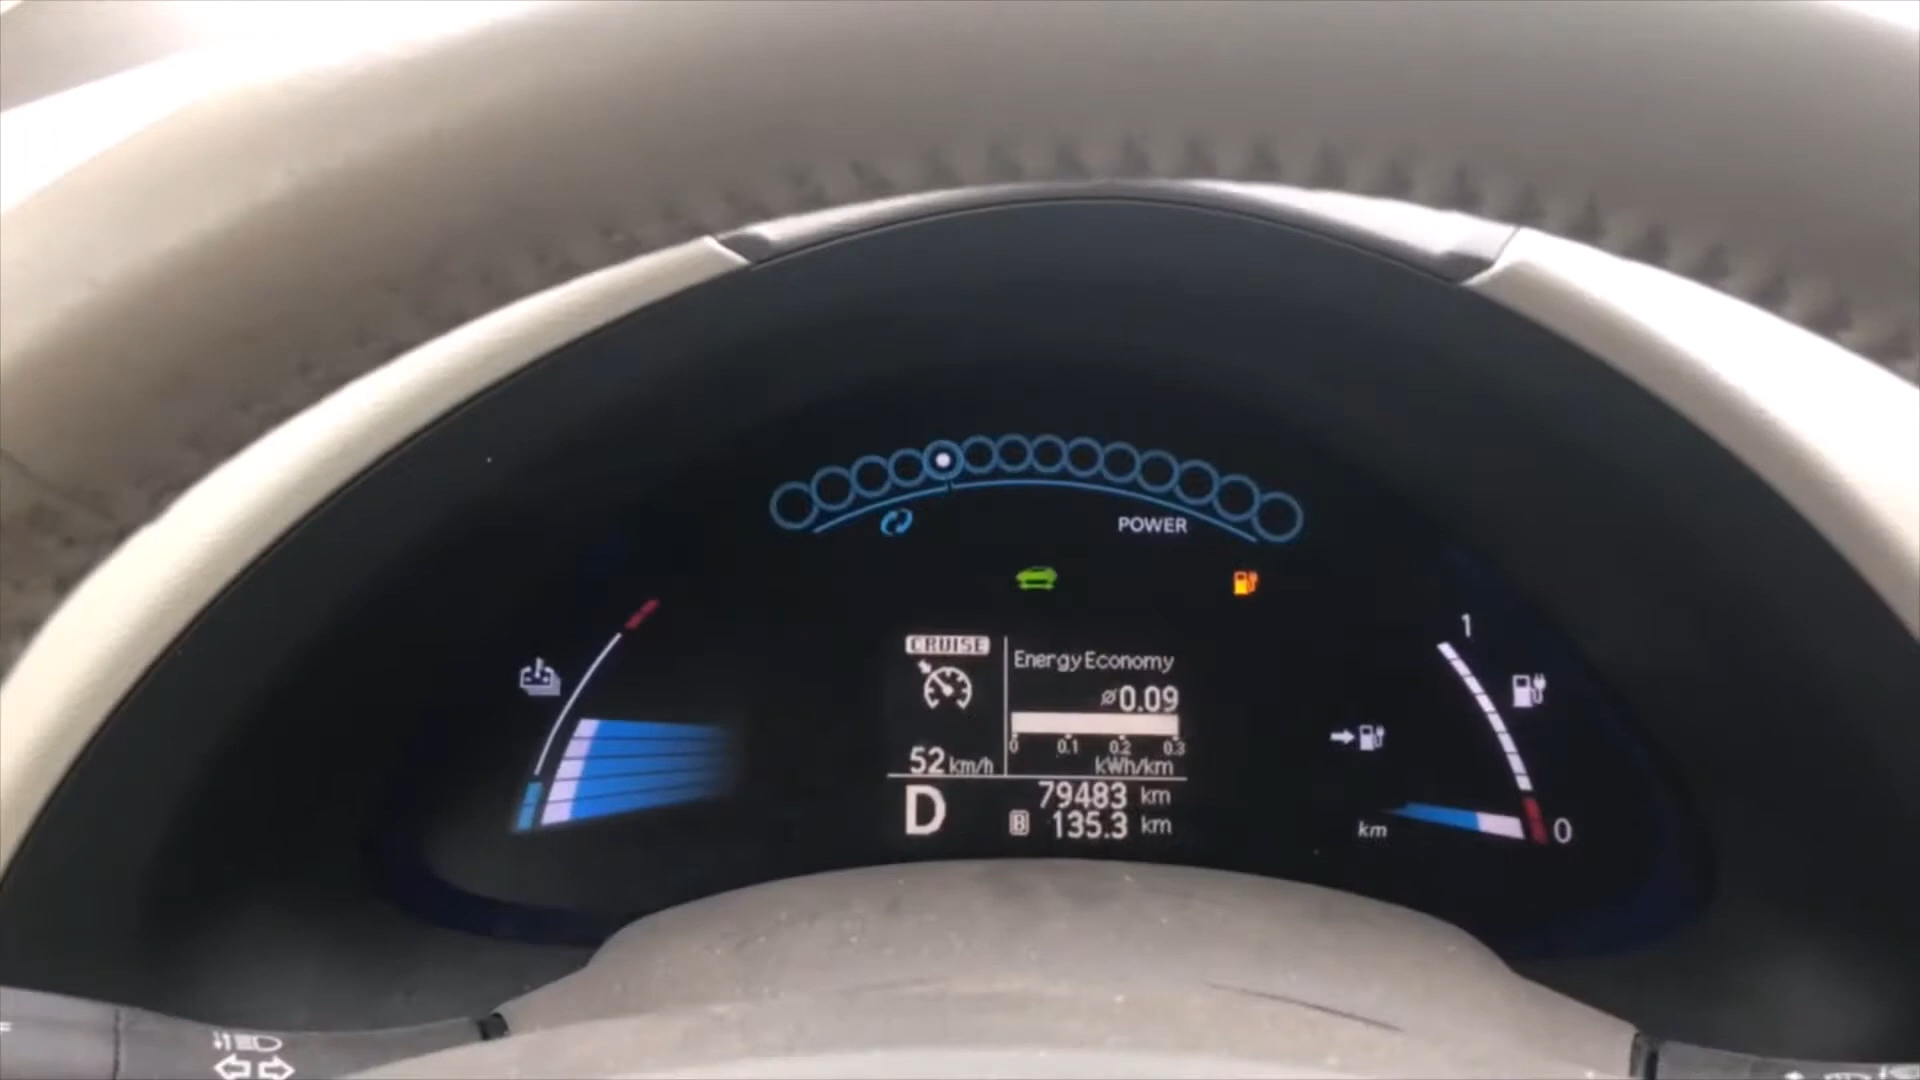 POWER
CRUISE
Energy Economy
⌀0.09
0 0.1 0.2 0.3
52 km/h
kWh/km
D
79483 km
B 135.3 km
1
km
0